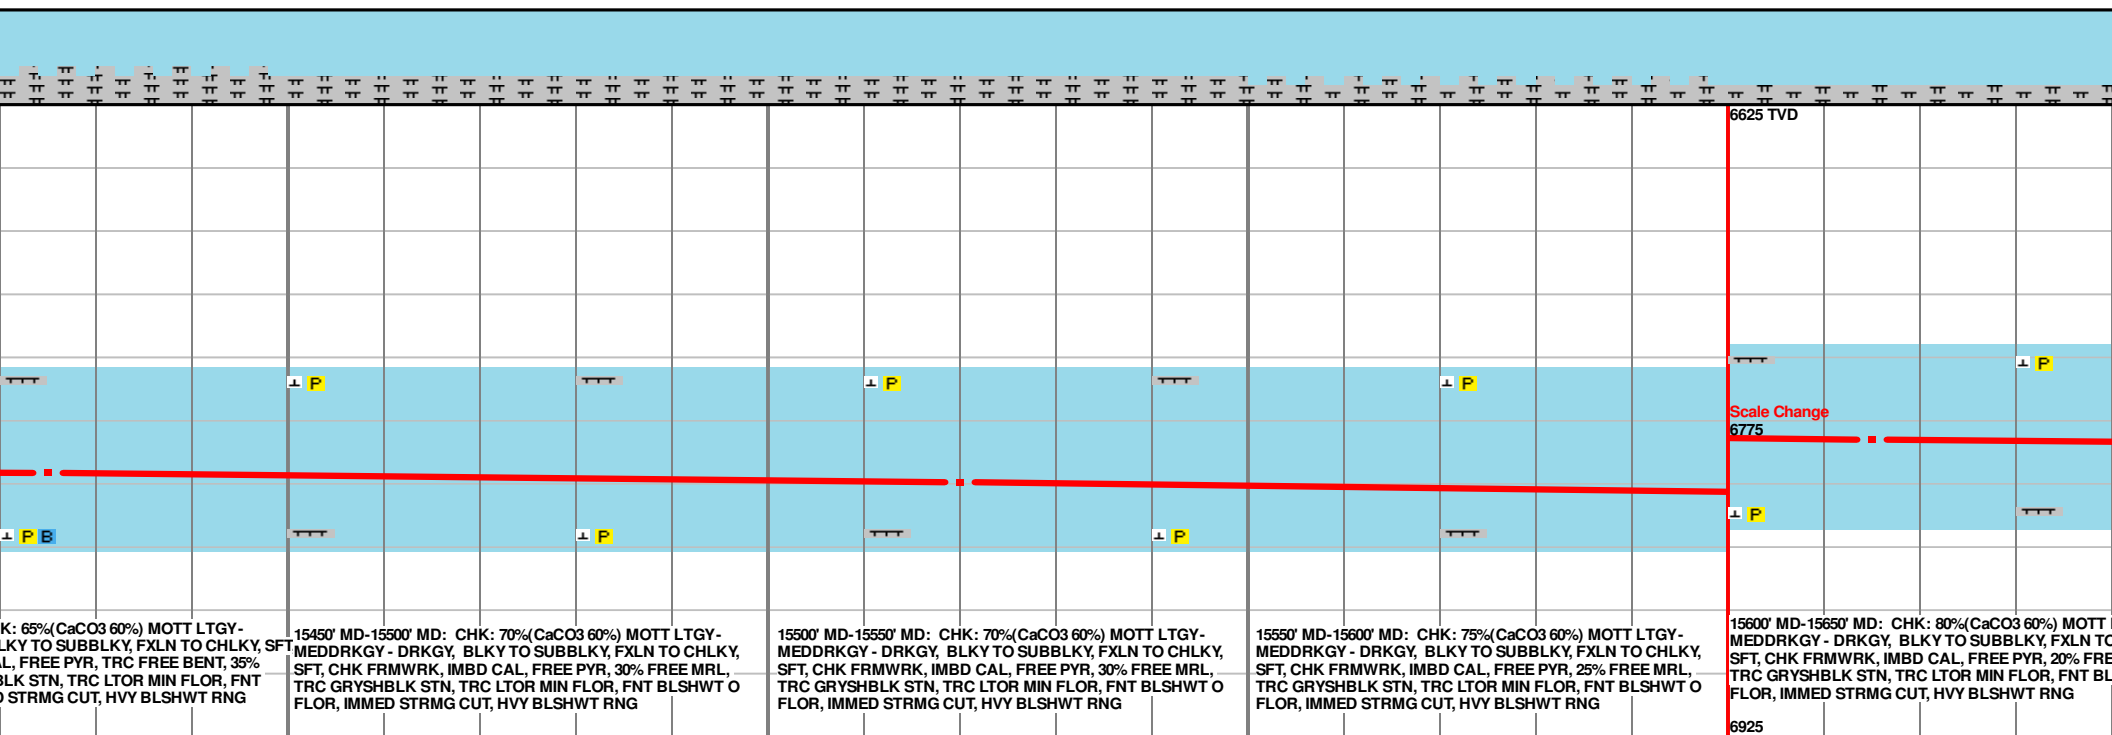 6625 TVD
P
P
P
P
Scale Change
6775
P B
P
P
P
K: 65%(CaCO3 60%) MOTT LTGY-
LKY TO SUBBLKY, FXLN TO CHLKY, SFT,
L, FREE PYR, TRC FREE BENT, 35%
BLK STN, TRC LTOR MIN FLOR, FNT
D STRMG CUT, HVY BLSHWT RNG
15450' MD-15500' MD: CHK: 70%(CaCO3 60%) MOTT LTGY-
MEDDRKGY - DRKGY, BLKY TO SUBBLKY, FXLN TO CHLKY,
SFT, CHK FRMWRK, IMBD CAL, FREE PYR, 30% FREE MRL,
TRC GRYSHBLK STN, TRC LTOR MIN FLOR, FNT BLSHWT O
FLOR, IMMED STRMG CUT, HVY BLSHWT RNG
15500' MD-15550' MD: CHK: 70%(CaCO3 60%) MOTT LTGY-
MEDDRKGY - DRKGY, BLKY TO SUBBLKY, FXLN TO CHLKY,
SFT, CHK FRMWRK, IMBD CAL, FREE PYR, 30% FREE MRL,
TRC GRYSHBLK STN, TRC LTOR MIN FLOR, FNT BLSHWT O
FLOR, IMMED STRMG CUT, HVY BLSHWT RNG
15550' MD-15600' MD: CHK: 75%(CaCO3 60%) MOTT LTGY-
MEDDRKGY - DRKGY, BLKY TO SUBBLKY, FXLN TO CHLKY,
SFT, CHK FRMWRK, IMBD CAL, FREE PYR, 25% FREE MRL,
TRC GRYSHBLK STN, TRC LTOR MIN FLOR, FNT BLSHWT O
FLOR, IMMED STRMG CUT, HVY BLSHWT RNG
15600' MD-15650' MD: CHK: 80%(CaCO3 60%) MOTT
MEDDRKGY - DRKGY, BLKY TO SUBBLKY, FXLN TO
SFT, CHK FRMWRK, IMBD CAL, FREE PYR, 20% FRE
TRC GRYSHBLK STN, TRC LTOR MIN FLOR, FNT BL
FLOR, IMMED STRMG CUT, HVY BLSHWT RNG
6925